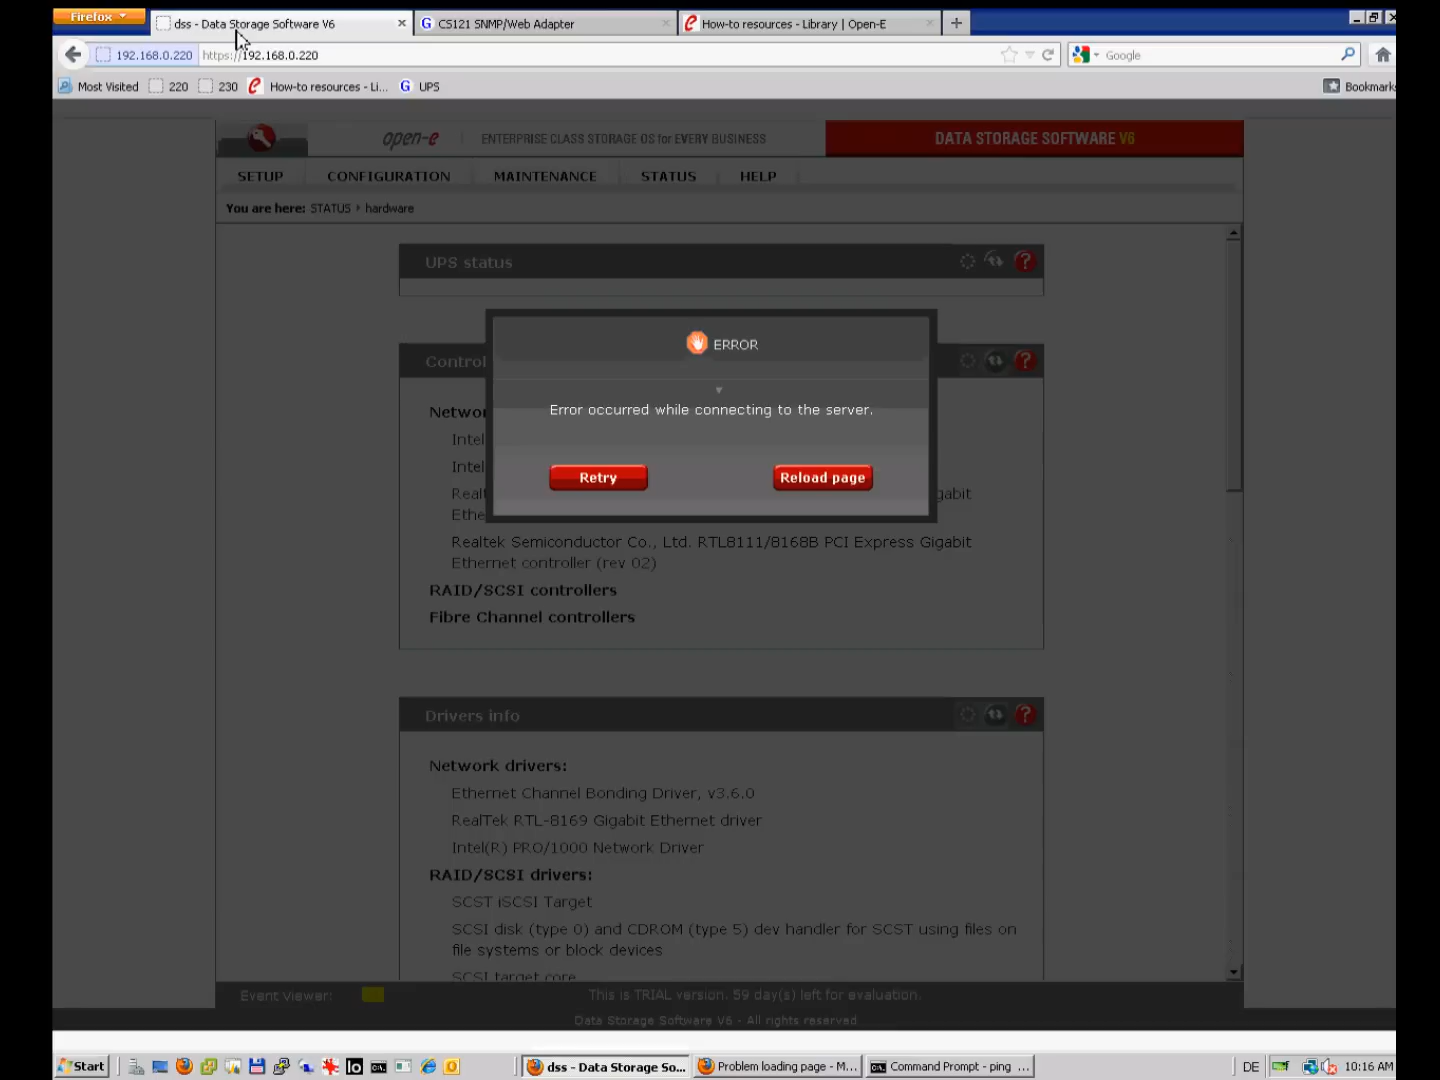 Firefox
dss - Data Storage Software V6
CS121 SNMP/Web Adapter
How-to resources - Library | Open-E
192.168.0.220
https://192.168.0.220
Google
Most Visited
220
230
How-to resources - Li...
UPS
Bookmarks
open-e
ENTERPRISE CLASS STORAGE OS for EVERY BUSINESS
DATA STORAGE SOFTWARE V6
SETUP
CONFIGURATION
MAINTENANCE
STATUS
HELP
You are here: STATUS hardware
UPS status
ERROR
Control
Error occurred while connecting to the server.
Networ
Intel
Intel
Retry
Reload page
Realt
gabit
Ethe
Realtek Semiconductor Co., Ltd. RTL8111/8168B PCI Express Gigabit
Ethernet controller (rev 02)
RAID/SCSI controllers
Fibre Channel controllers
Drivers info
Network drivers:
Ethernet Channel Bonding Driver, v3.6.0
RealTek RTL-8169 Gigabit Ethernet driver
Intel(R) PRO/1000 Network Driver
RAID/SCSI drivers:
SCST iSCSI Target
SCSI disk (type 0) and CDROM (type 5) dev handler for SCST using files on
file systems or block devices
SCSI target core
Event Viewer:
This is TRIAL version. 59 day(s) left for evaluation.
Data Storage Software V6 - All rights reserved
Start
dss - Data Storage So...
Problem loading page - M...
Command Prompt - ping ...
DE
10:16 AM